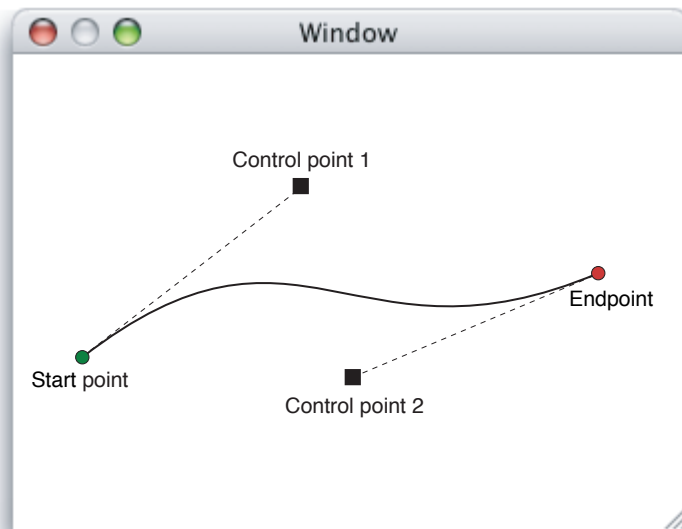 Window
Control point 1
Endpoint
Start point
Control point 2